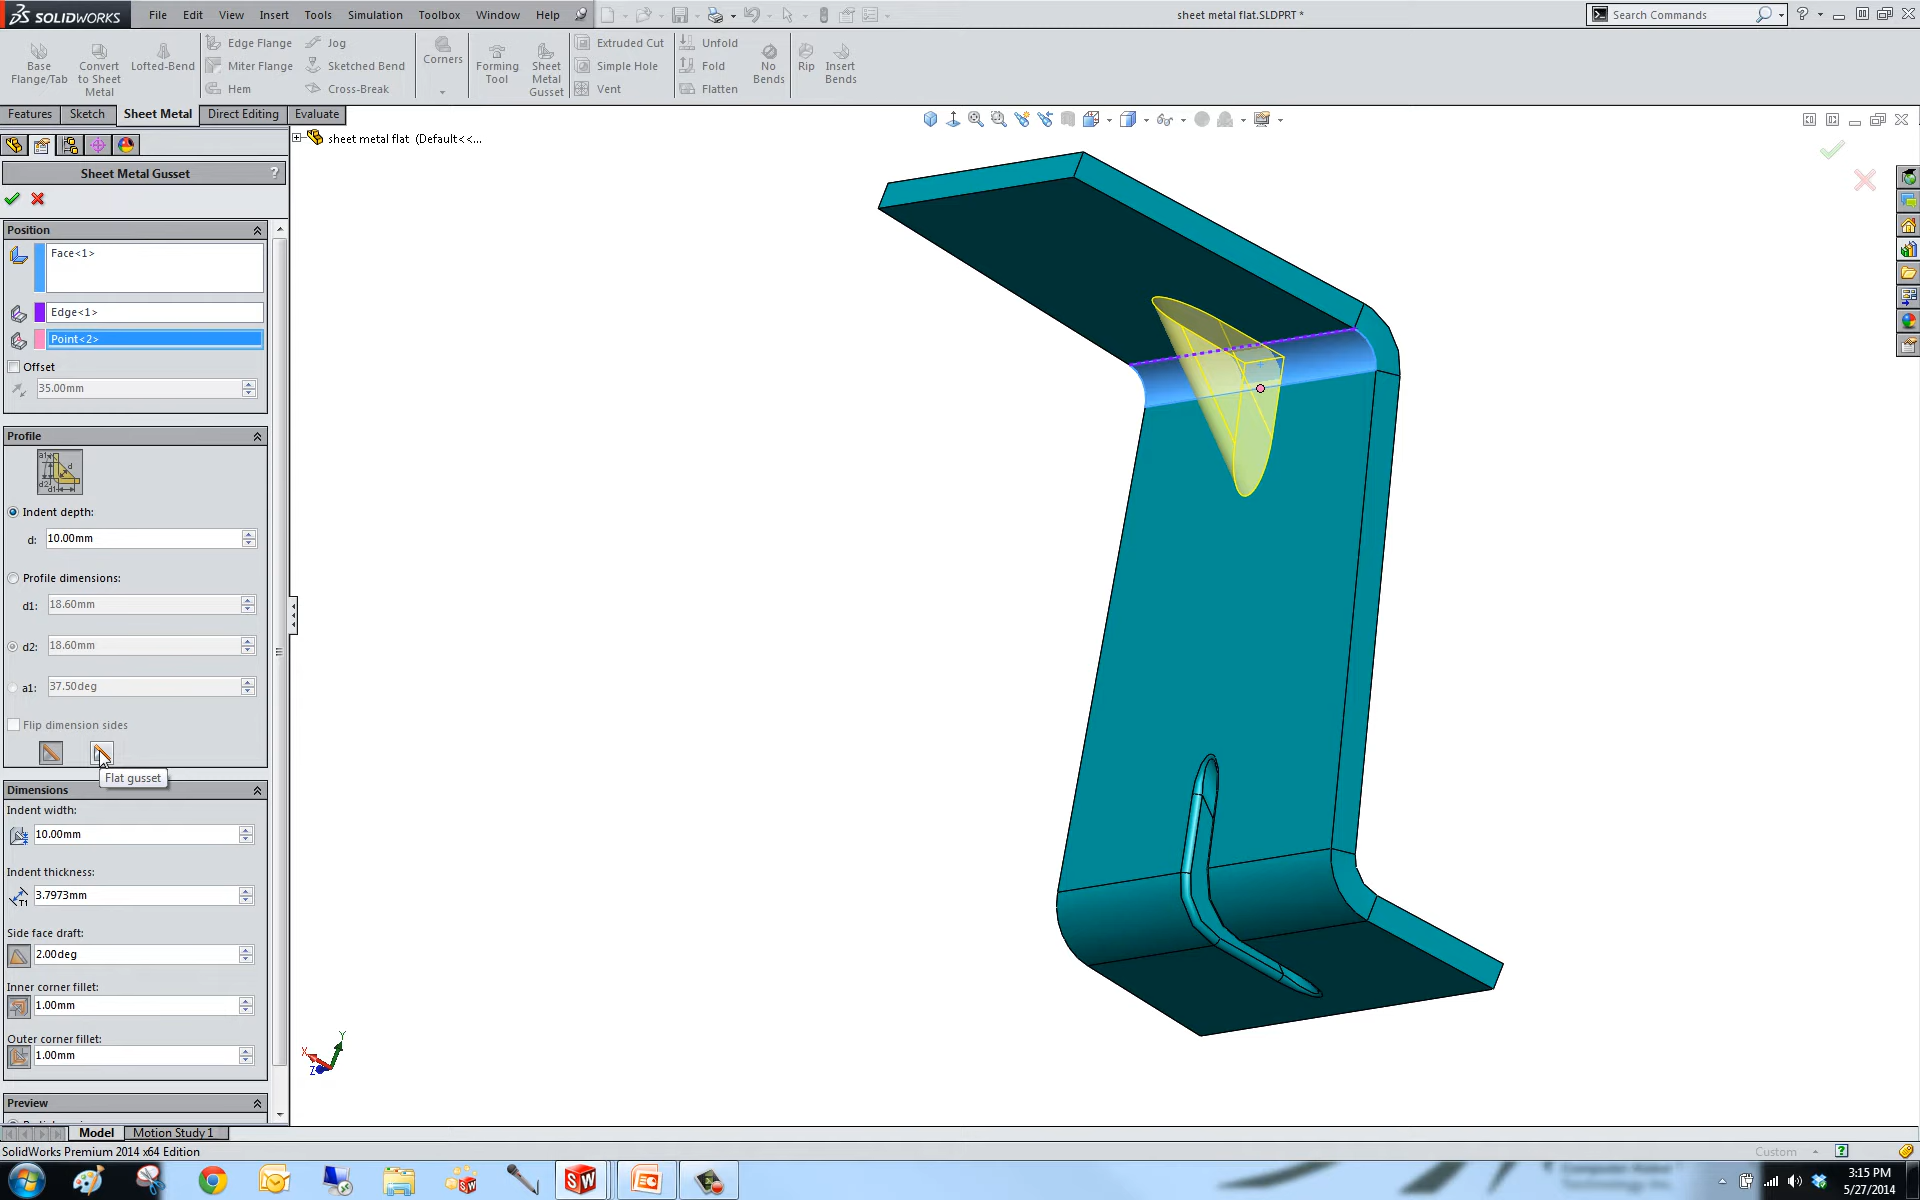 SOLIDWORKS File Edit View Insert Tools Simulation Toolbox Window Help sheet metal flat.SLDPRT * Search Commands
Base Flange/Tab
Convert to Sheet Metal
Lofted-Bend
Edge Flange
Miter Flange
Hem
Jog
Sketched Bend
Cross-Break
Corners
Forming Tool
Sheet Metal Gusset
Extruded Cut
Simple Hole
Vent
Unfold
Fold
Flatten
No Bends
Rip
Insert Bends
Features Sketch Sheet Metal Direct Editing Evaluate
sheet metal flat (Default<<...
Sheet Metal Gusset ?
Position
Face<1>
Edge<1>
Point<2>
Offset
35.00mm
Profile
a1
d
d2
d1
Indent depth:
d: 10.00mm
Profile dimensions:
d1: 18.60mm
d2: 18.60mm
a1: 37.50deg
Flip dimension sides
Flat gusset
Dimensions
Indent width:
10.00mm
Indent thickness:
T1 3.7973mm
Side face draft:
2.00deg
Inner corner fillet:
1.00mm
Outer corner fillet:
1.00mm
Preview
Y
X
Z
Model Motion Study 1
SolidWorks Premium 2014 x64 Edition Custom
SW
3:15 PM
5/27/2014